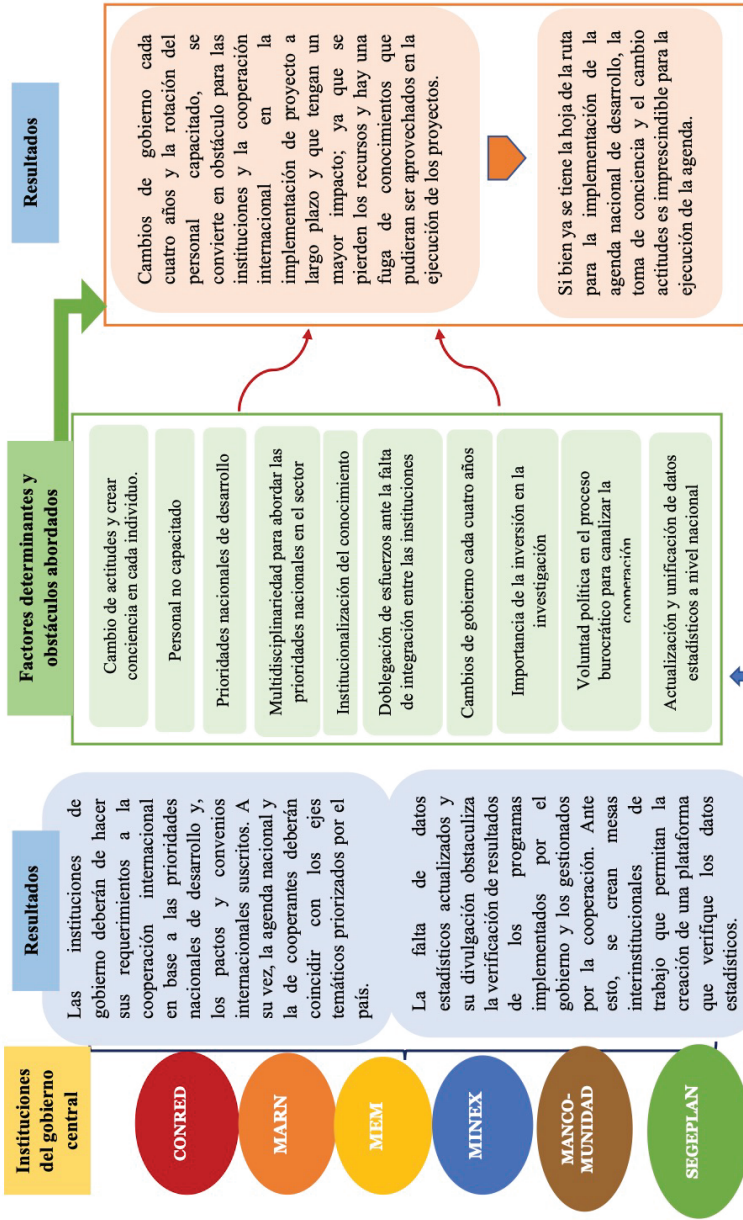 Instituciones
del gobierno
central
CONRED
MARN
MEM
MINEX
MANCO-
MUNIDAD
SEGEPLAN
Resultados
Las instituciones de
gobierno deberán de hacer
sus requerimientos a la
cooperación internacional
en base a las prioridades
nacionales de desarrollo y,
los pactos y convenios
internacionales suscritos. A
su vez, la agenda nacional y
la de cooperantes deberán
coincidir con los ejes
temáticos priorizados por el
país.
La falta de datos
estadísticos actualizados y
su divulgación obstaculiza
la verificación de resultados
de los programas
implementados por el
gobierno y los gestionados
por la cooperación. Ante
esto, se crean mesas
interinstitucionales de
trabajo que permitan la
creación de una plataforma
que verifique los datos
estadísticos.
Factores determinantes y
obstáculos abordados
Cambio de actitudes y crear
conciencia en cada individuo.
Personal no capacitado
Prioridades nacionales de desarrollo
Multidisciplinariedad para abordar las
prioridades nacionales en el sector
Institucionalización del conocimiento
Doblegación de esfuerzos ante la falta
de integración entre las instituciones
Cambios de gobierno cada cuatro años
Importancia de la inversión en la
investigación
Voluntad política en el proceso
burocrático para canalizar la
cooperación
Actualización y unificación de datos
estadísticos a nivel nacional
Resultados
Cambios de gobierno cada
cuatro años y la rotación del
personal capacitado, se
convierte en obstáculo para las
instituciones y la cooperación
internacional en la
implementación de proyecto a
largo plazo y que tengan un
mayor impacto; ya que se
pierden los recursos y hay una
fuga de conocimientos que
pudieran ser aprovechados en la
ejecución de los proyectos.
Si bien ya se tiene la hoja de la ruta
para la implementación de la
agenda nacional de desarrollo, la
toma de conciencia y el cambio
actitudes es imprescindible para la
ejecución de la agenda.